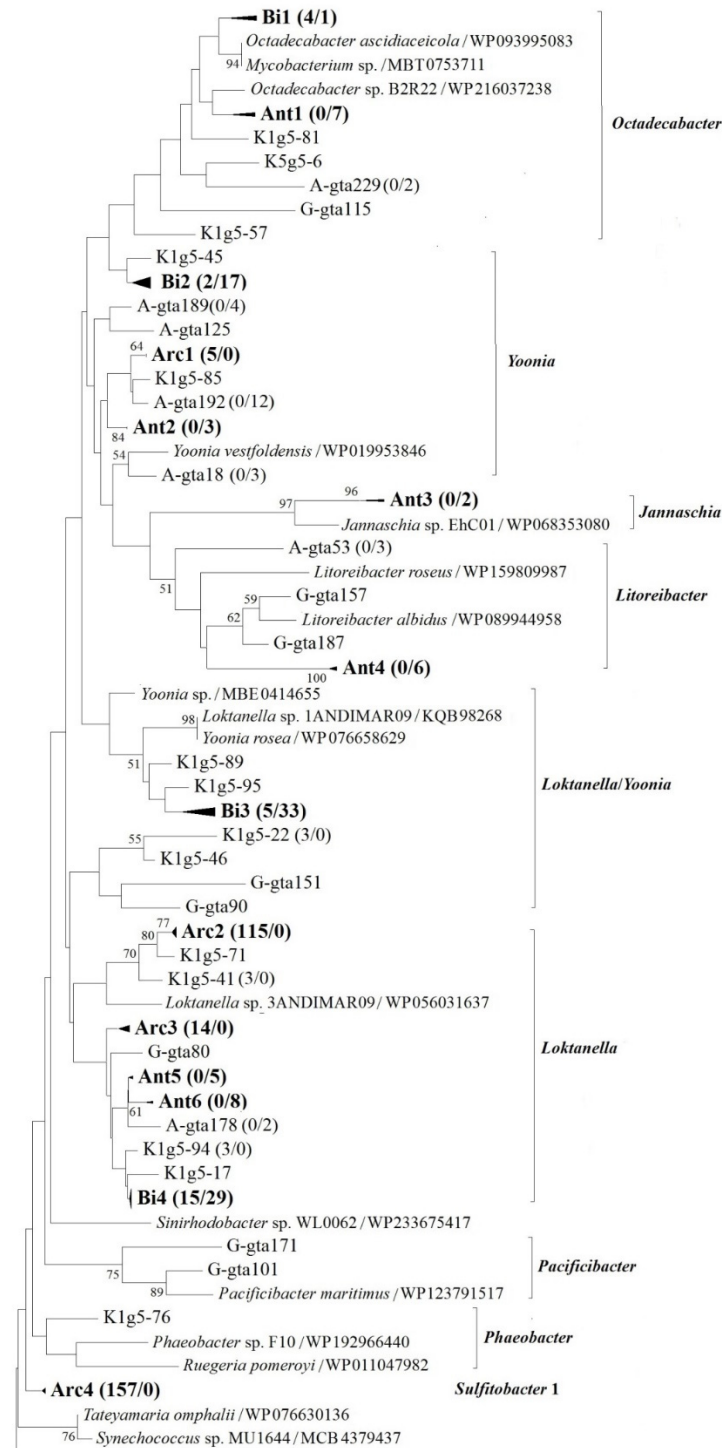 Bi1 (4/1)
Octadecabacter ascidiaceicola/WP093995083
94
Mycobacterium sp./MBT0753711
Octadecabacter sp. B2R22 /WP216037238
Ant1 (0/7)
Octadecabacter
K1g5-81
K5g5-6
A-gta229(0/2)
G-gta115
K1g5-57
K1g5-45
Bi2 (2/17)
A-gta189(0/4)
A-gta125
64
Arc1 (5/0)
Yoonia
K1g5-85
A-gta192 (0/12)
Ant2 (0/3)
84
54
Yoonia vestfoldensis/WP019953846
A-gta18 (0/3)
96
Ant3 (0/2)
97
Jannaschia
Jannaschia sp. EhC01/WP068353080
A-gta53 (0/3)
51
Litoreibacter roseus/WP159809987
59
G-gta157
Litoreibacter
62
Litoreibacter albidus /WP089944958
G-gta187
Ant4 (0/6)
100
Yoonia sp./MBE0414655
Loktanella sp. 1ANDIMAR09/KQB98268
98
Yoonia rosea/WP076658629
51
K1g5-89
K1g5-95
Loktanella/Yoonia
Bi3 (5/33)
55
K1g5-22 (3/0)
K1g5-46
G-gta151
G-gta90
77
Arc2 (115/0)
80
70
K1g5-71
K1g5-41 (3/0)
Loktanella sp. 3ANDIMAR09/WP056031637
Arc3 (14/0)
G-gta80
Loktanella
Ant5 (0/5)
Ant6 (0/8)
61
A-gta178 (0/2)
K1g5-94 (3/0)
K1g5-17
Bi4 (15/29)
Sinirhodobacter sp. WL0062/WP233675417
G-gta171
75
G-gta101
Pacificibacter
89
Pacificibacter maritimus/WP123791517
K1g5-76
Phaeobacter
Phaeobacter sp. F10/WP192966440
Ruegeria pomeroyi/WP011047982
Arc4 (157/0)
Sulfitobacter 1
Tateyamaria omphalii/WP076630136
76
Synechococcus sp. MU1644/MCB4379437